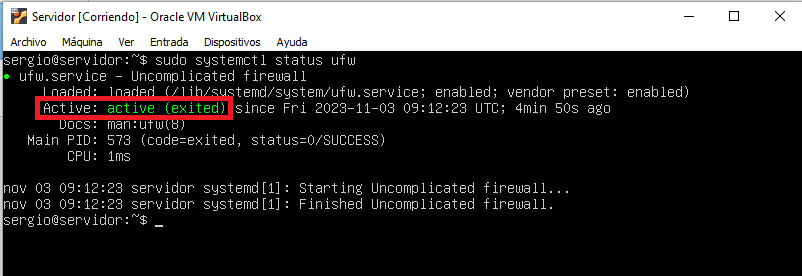 Servidor [Corriendo] - Oracle VM VirtualBox
Archivo Máquina Ver Entrada Dispositivos Ayuda
sergio@servidor:~$ sudo systemctl status ufw
● ufw.service - Uncomplicated firewall
Loaded: loaded (/lib/systemd/system/ufw.service; enabled; vendor preset: enabled)
Active: active (exited) since Fri 2023-11-03 09:12:23 UTC; 4min 50s ago
Docs: man:ufw(8)
Main PID: 573 (code=exited, status=0/SUCCESS)
CPU: 1ms
nov 03 09:12:23 servidor systemd[1]: Starting Uncomplicated firewall...
nov 03 09:12:23 servidor systemd[1]: Finished Uncomplicated firewall.
sergio@servidor:~$ _